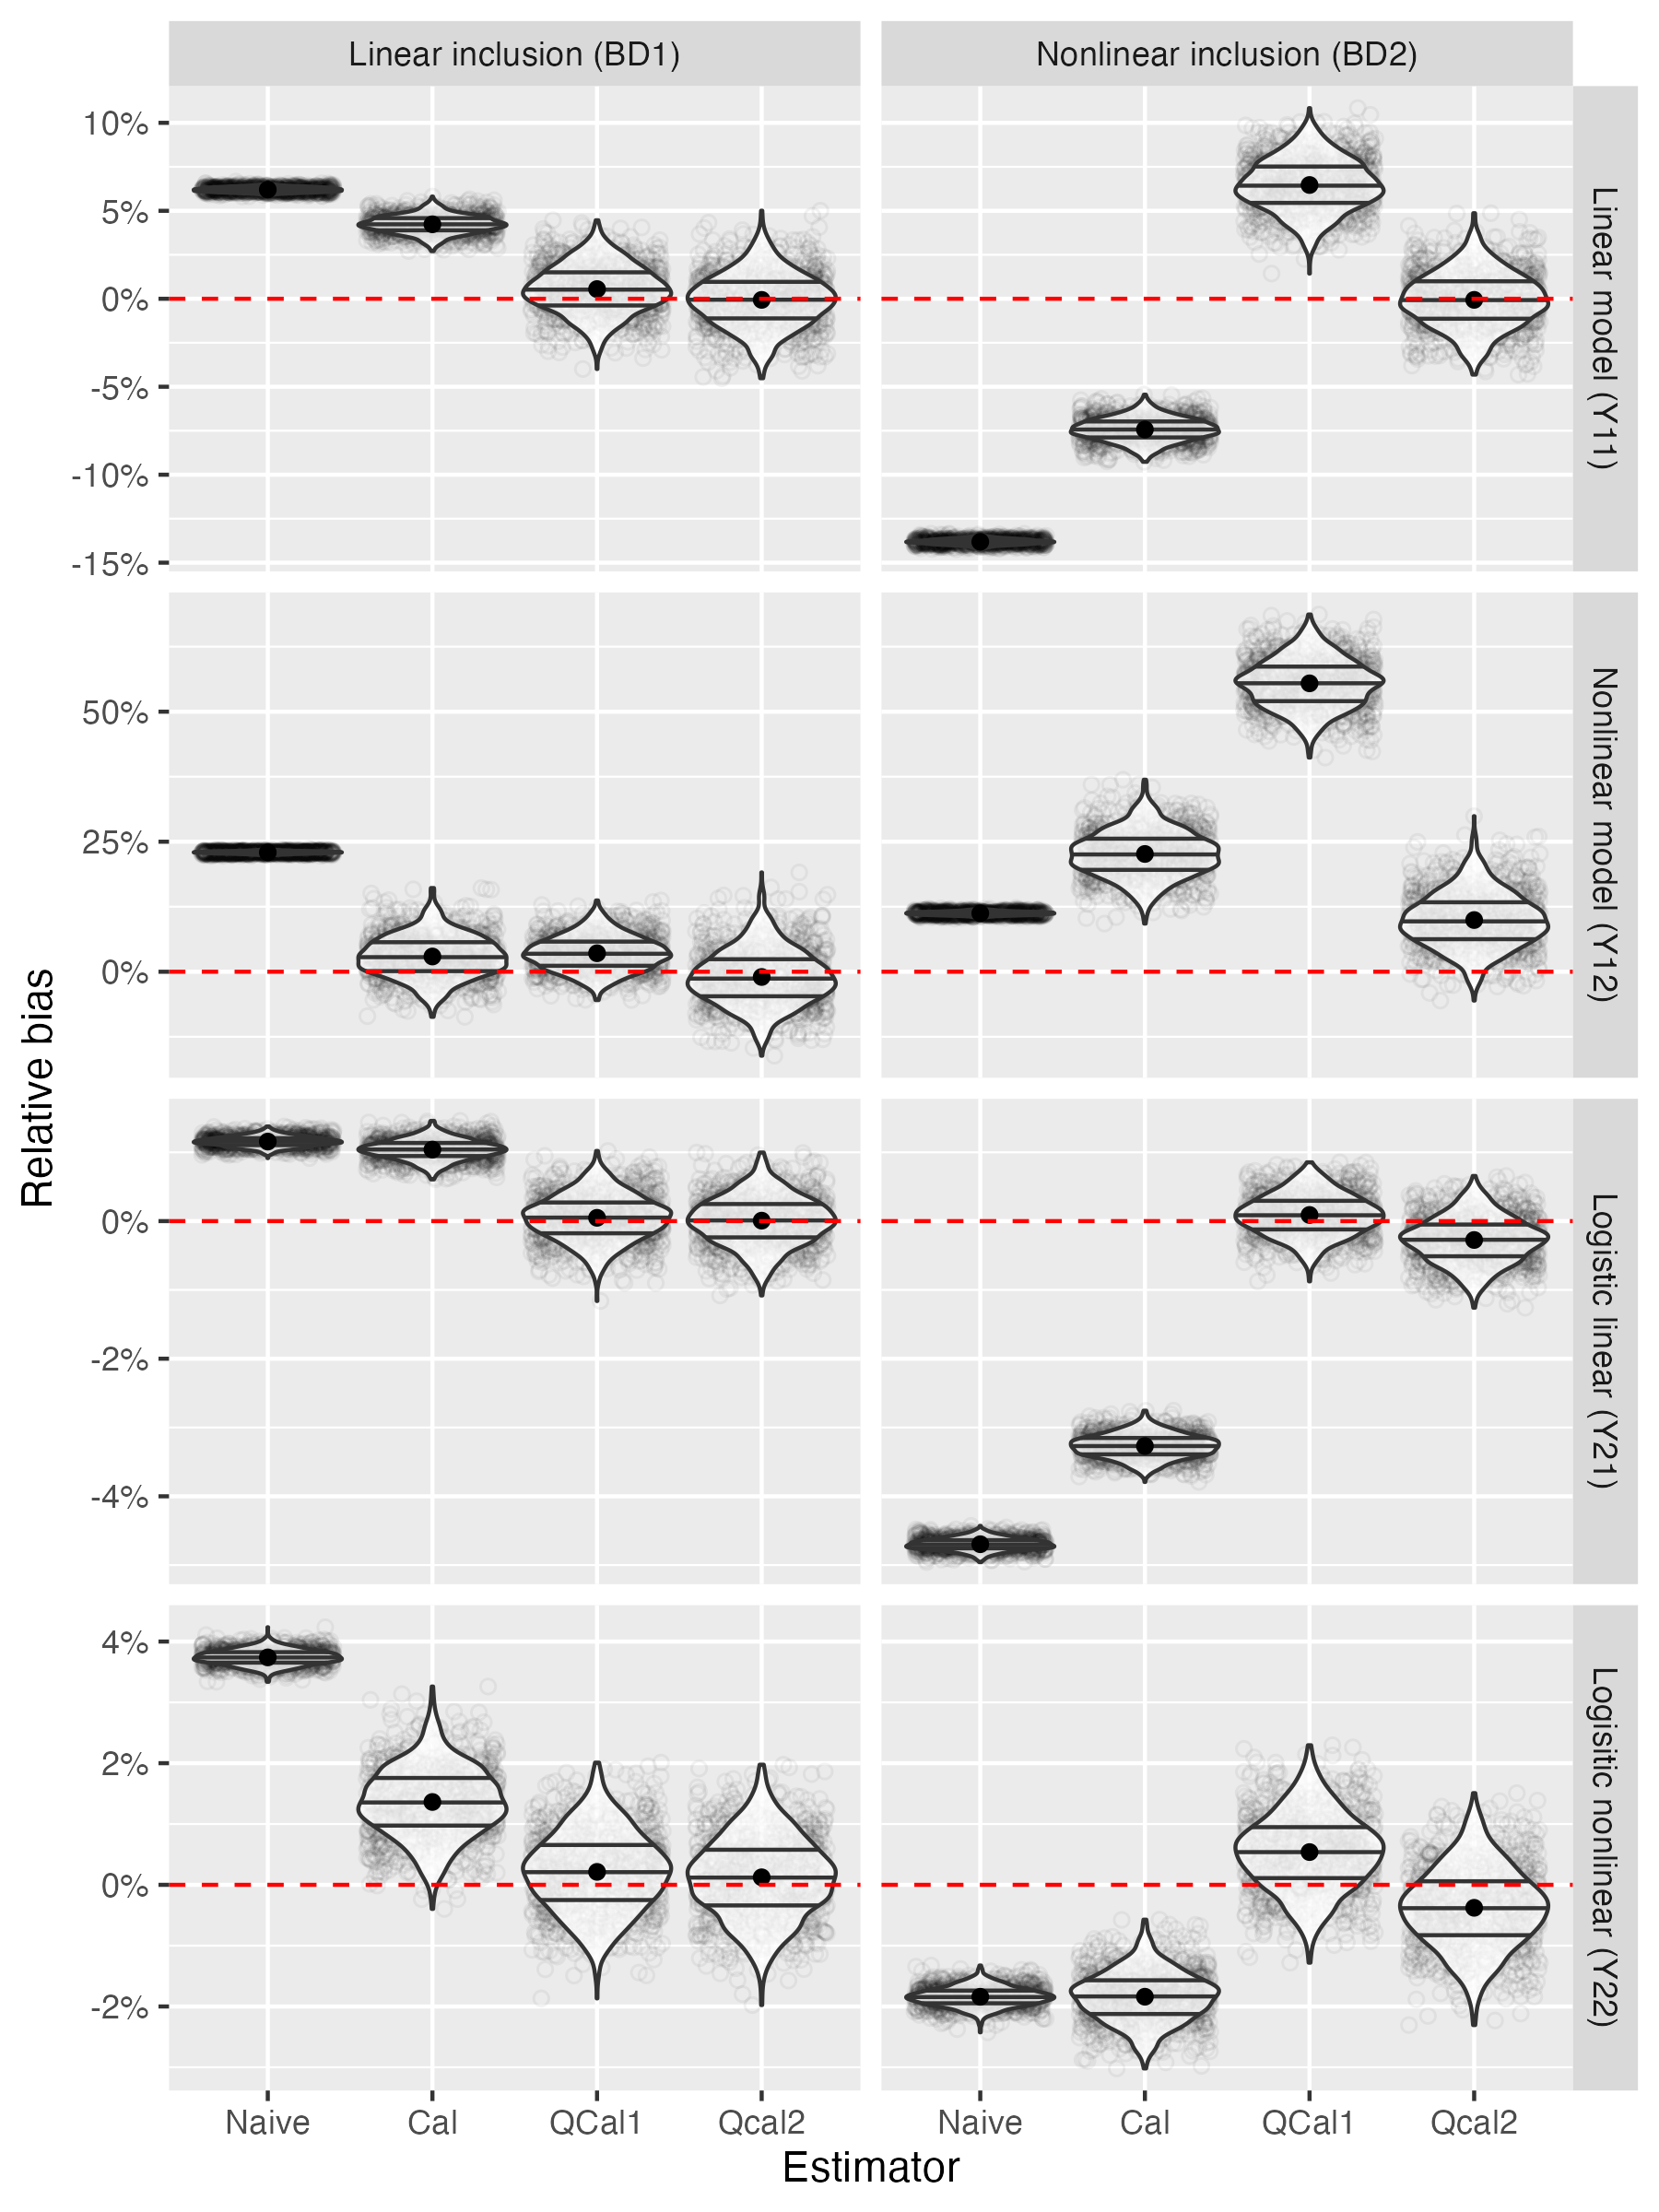 Linear inclusion (BD1)
Nonlinear inclusion (BD2)
10%
5%
0%
-5%
-10%
-15%
Linear model (Y11)
50%
25%
0%
Nonlinear model (Y12)
0%
-2%
-4%
Logistic linear (Y21)
4%
2%
0%
-2%
Logisitic nonlinear (Y22)
Relative bias
Naive
Cal
QCal1
Qcal2
Naive
Cal
QCal1
Qcal2
Estimator